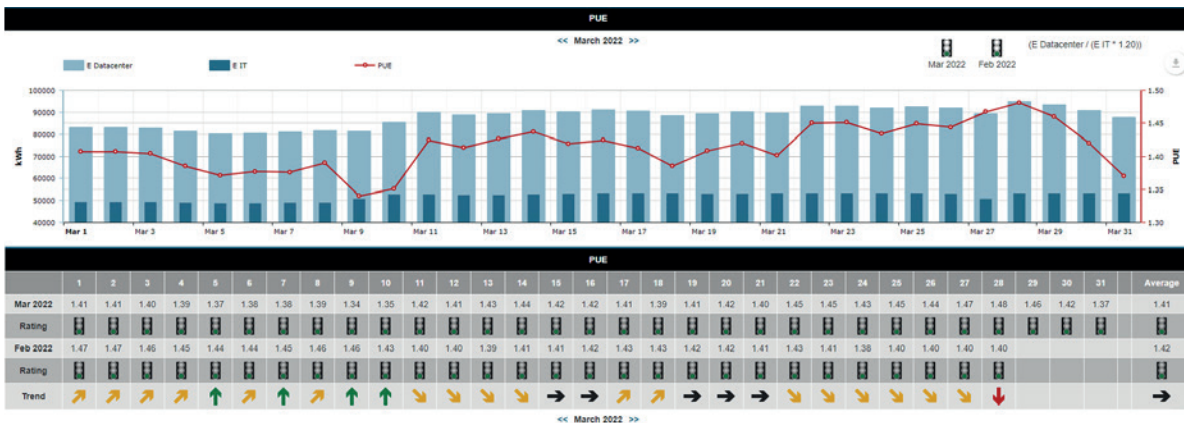 PUE
<< March 2022 >>
(E Datacenter / (E IT * 1.20))
Mar 2022 Feb 2022
E Datacenter E IT PUE
100000
90000
80000
70000
60000
50000
40000
kWh
1.50
1.45
1.40
1.35
1.30
PUE
Mar 1 Mar 3 Mar 5 Mar 7 Mar 9 Mar 11 Mar 13 Mar 15 Mar 17 Mar 19 Mar 21 Mar 23 Mar 25 Mar 27 Mar 29 Mar 31
PUE
1 2 3 4 5 6 7 8 9 10 11 12 13 14 15 16 17 18 19 20 21 22 23 24 25 26 27 28 29 30 31 Average
Mar 2022 1.41 1.41 1.40 1.39 1.37 1.38 1.38 1.39 1.34 1.35 1.42 1.41 1.43 1.44 1.42 1.42 1.41 1.39 1.41 1.42 1.40 1.45 1.45 1.43 1.45 1.44 1.47 1.48 1.46 1.42 1.37 1.41
Rating
Feb 2022 1.47 1.47 1.46 1.45 1.44 1.44 1.45 1.46 1.46 1.43 1.40 1.40 1.39 1.41 1.41 1.42 1.43 1.43 1.42 1.42 1.41 1.43 1.41 1.38 1.40 1.40 1.40 1.40 1.42
Rating
Trend
<< March 2022 >>